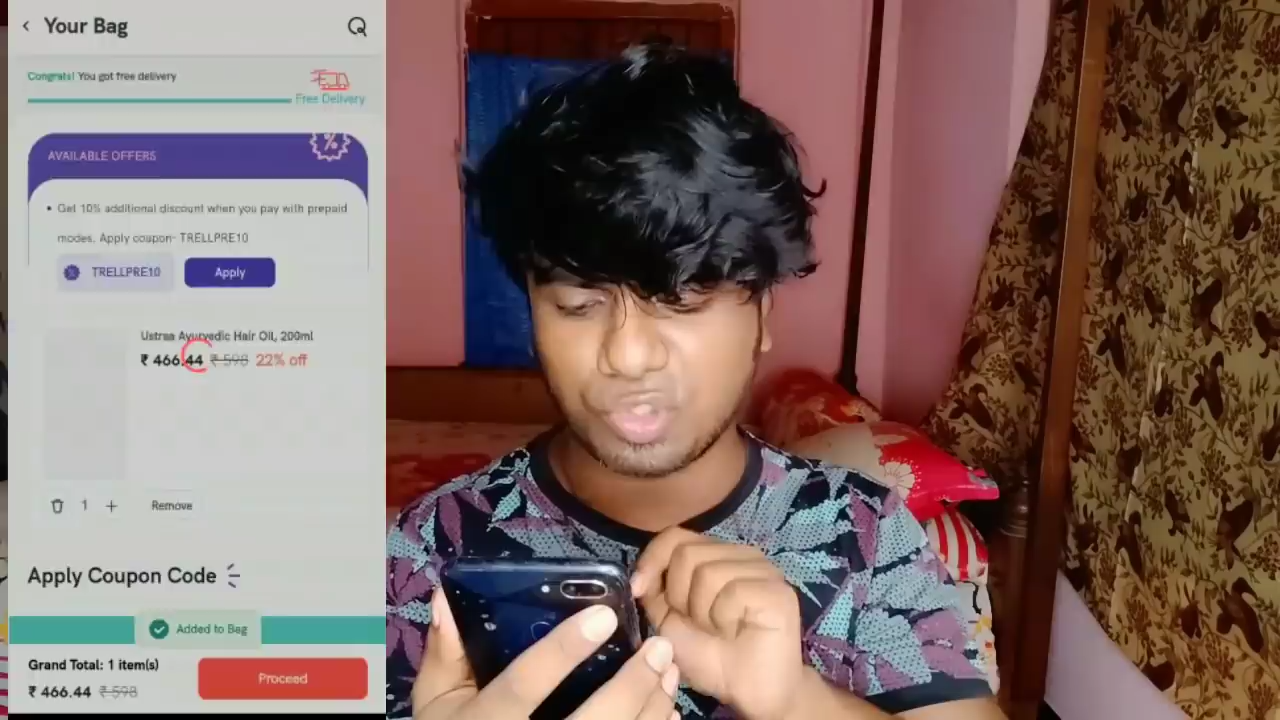 Your Bag
Congrats! You got free delivery
Free Delivery
AVAILABLE OFFERS
%
• Get 10% additional discount when you pay with prepaid
modes. Apply coupon- TRELLPRE10
TRELLPRE10
Apply
Ustraa Ayurvedic Hair Oil, 200ml
₹ 466.44 ₹ 598 22% off
1 + Remove
Apply Coupon Code
Added to Bag
Grand Total: 1 item(s)
₹ 466.44 ₹ 598
Proceed